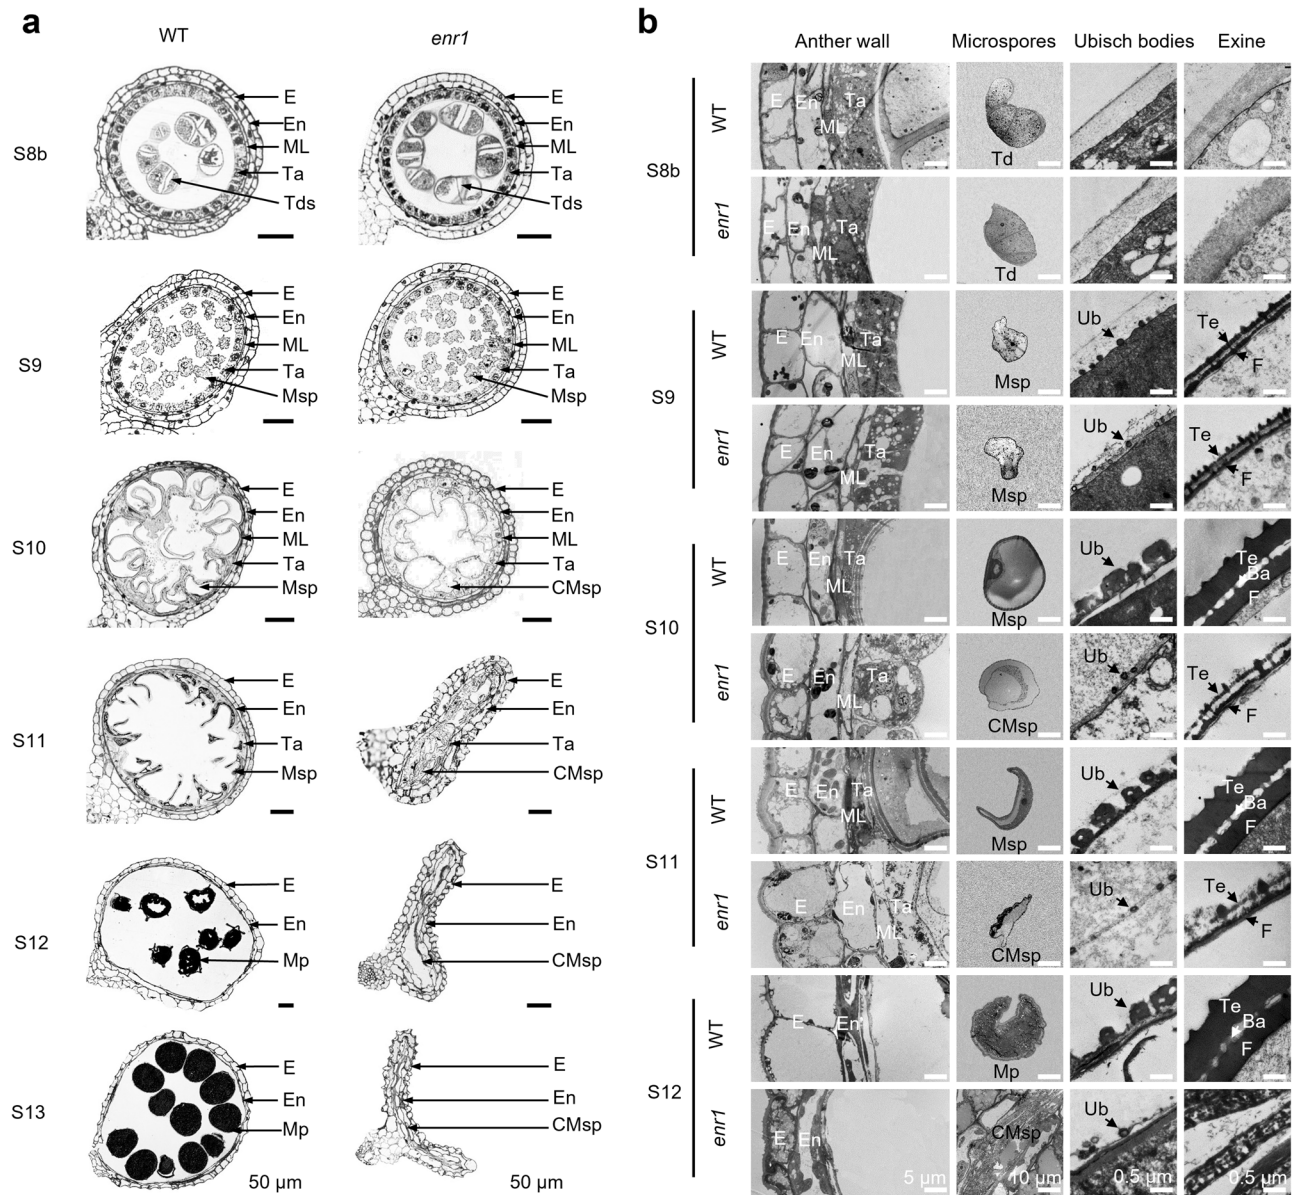 a
WT
enr1
S8b
E
En
ML
Ta
Tds
E
En
ML
Ta
Tds
S9
E
En
ML
Ta
Msp
E
En
ML
Ta
Msp
S10
E
En
ML
Ta
Msp
E
En
ML
Ta
CMsp
S11
E
En
Ta
Msp
E
En
Ta
CMsp
S12
E
En
Mp
E
En
CMsp
S13
E
En
Mp
E
En
CMsp
50 μm
50 μm
b
Anther wall
Microspores
Ubisch bodies
Exine
S8b
WT
E
En
ML
Ta
Td
enr1
E
En
ML
Ta
Td
S9
WT
E
En
ML
Ta
Msp
Ub
Te
F
enr1
E
En
ML
Ta
Msp
Ub
Te
F
S10
WT
E
En
ML
Ta
Msp
Ub
Te
Ba
F
enr1
E
En
ML
Ta
CMsp
Ub
Te
F
S11
WT
E
En
ML
Ta
Msp
Ub
Te
Ba
F
enr1
E
En
ML
Ta
CMsp
Ub
Te
F
S12
WT
E
En
Mp
Ub
Te
Ba
F
enr1
E
En
CMsp
Ub
5 μm
10 μm
0.5 μm
0.5 μm